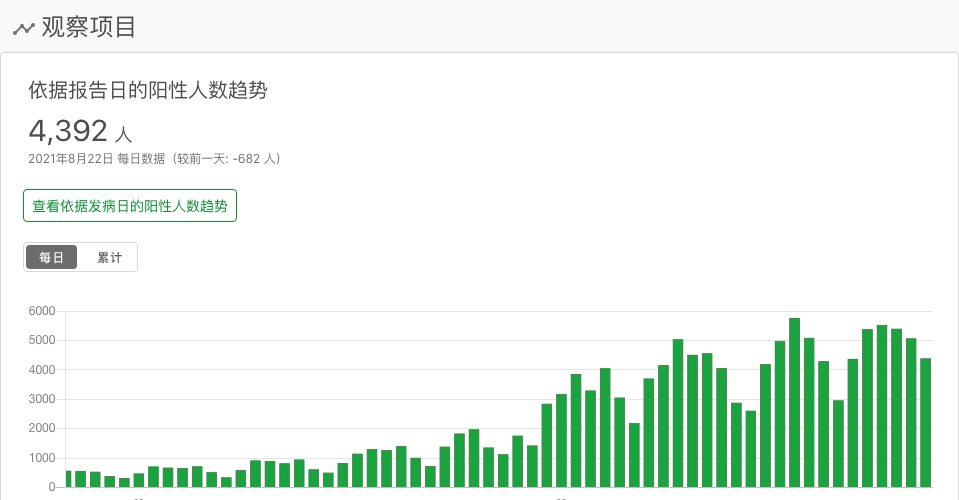 观察项目
依据报告日的阳性人数趋势
4,392 人
2021年8月22日 每日数据（较前一天: -682 人）
查看依据发病日的阳性人数趋势
每日 累计
6000
5000
4000
3000
2000
1000
0